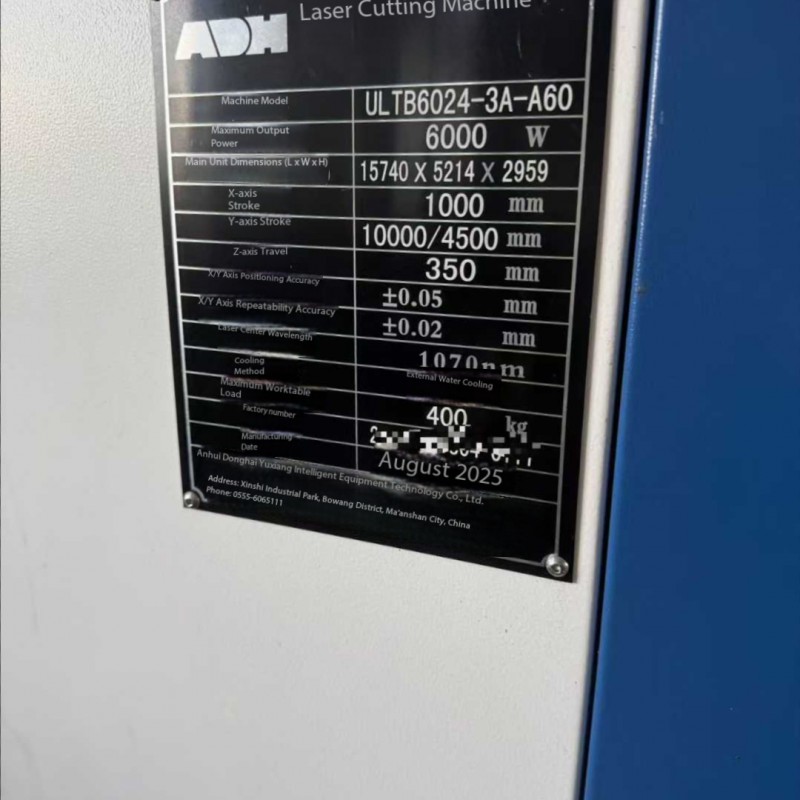 Laser Cutting Machine
ADH
Machine Model ULTB6024-3A-A60
Maximum Output Power 6000 W
Main Unit Dimensions (L x W x H) 15740 X 5214 X 2959
X-axis Stroke 1000 mm
Y-axis Stroke 10000/4500 mm
Z-axis Travel 350 mm
X/Y Axis Positioning Accuracy ±0.05 mm
X/Y Axis Repeatability Accuracy ±0.02 mm
Laser Center Wavelength 1070nm
Cooling Method External Water Cooling
Maximum Worktable Load 400 kg
Factory number
Manufacturing Date August 2025
Anhui Donghai Yuxiang Intelligent Equipment Technology Co., Ltd.
Address: Xinshi Industrial Park, Bowang District, Ma'anshan City, China
Phone: 0555-6065111